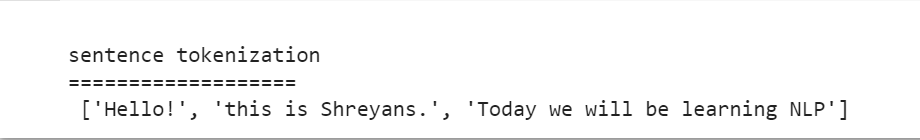 sentence tokenization
===================
['Hello!', 'this is Shreyans.', 'Today we will be learning NLP']